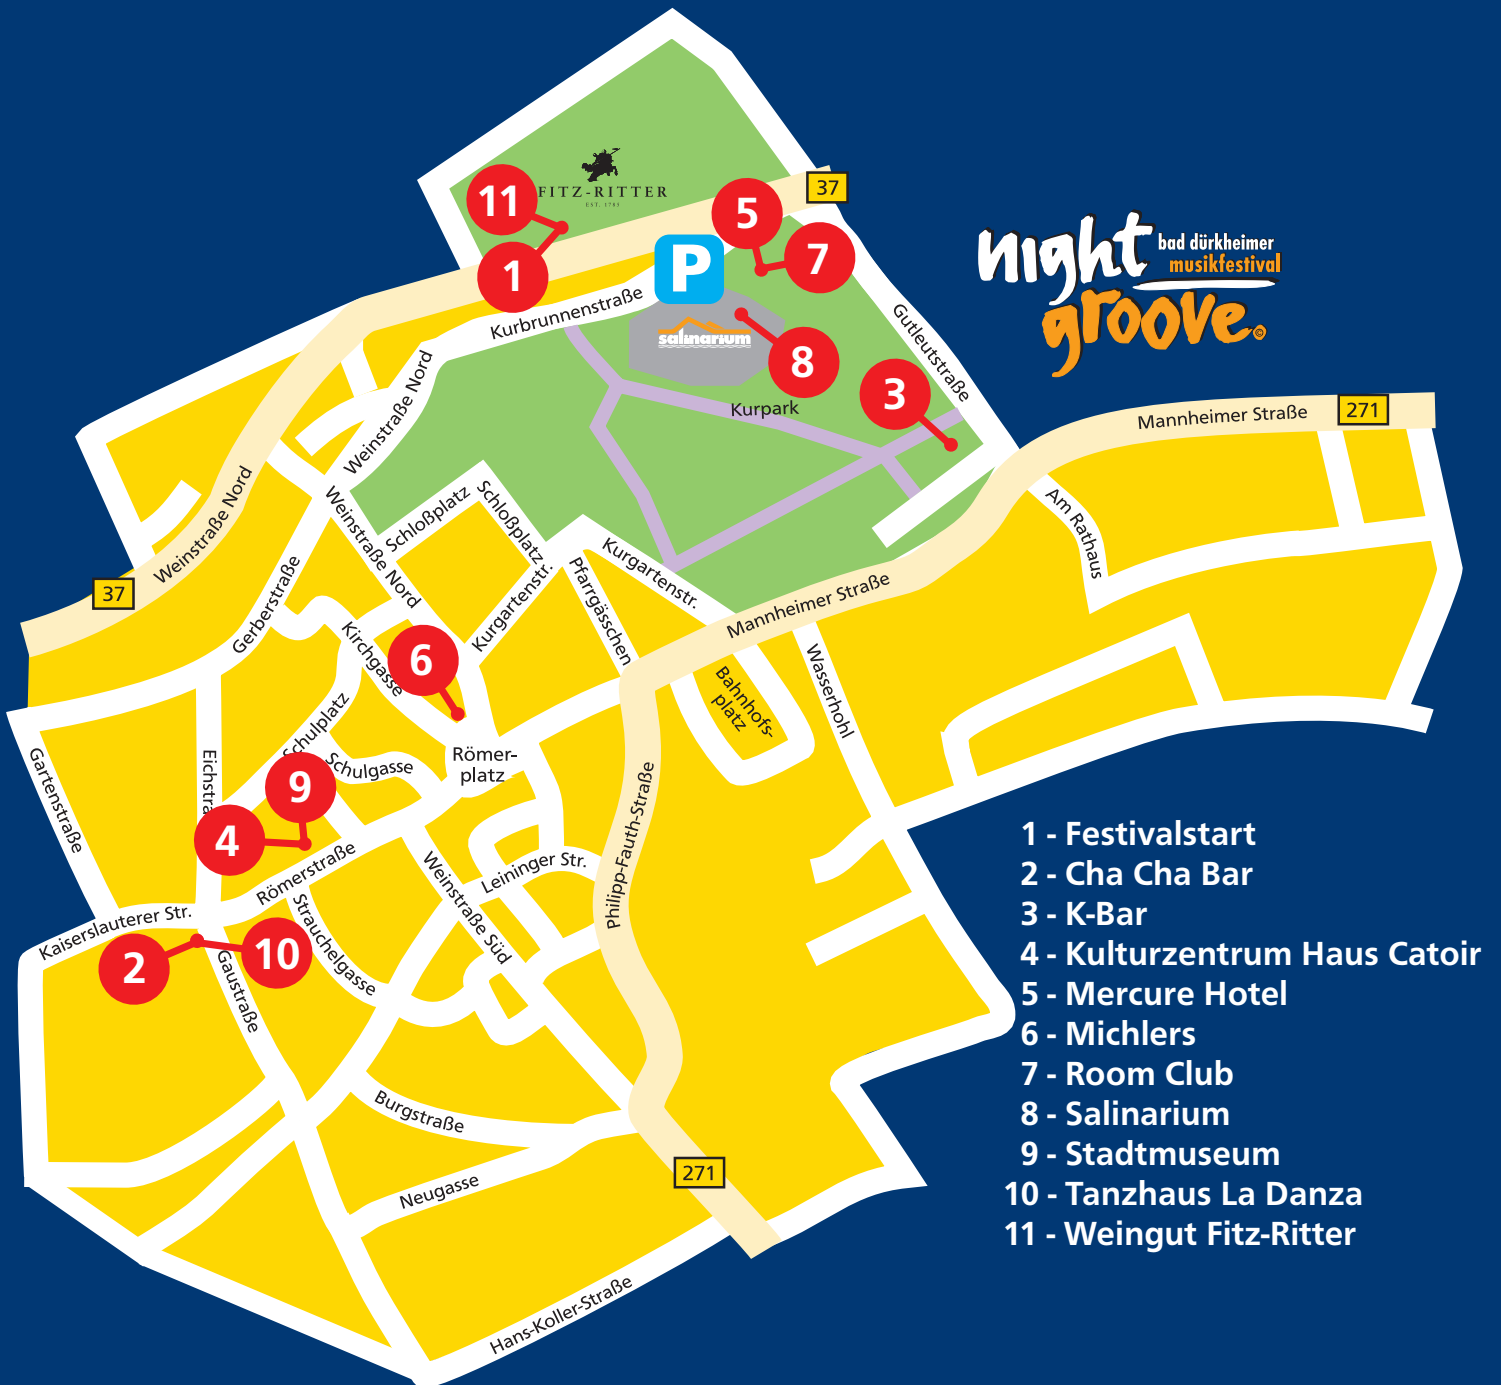 FITZ-RITTER
EST. 1785
11
1
5
7
37
P
salinarium
8
3
Kurbrunnenstraße
Gutleutstraße
Kurpark
night
groove.
bad dürkheimer
musikfestival
©
Mannheimer Straße
271
Weinstraße Nord
Weinstraße Nord
37
Weinstraße Nord
Schloßplatz
Schloßplatz
Kurgartenstr.
Kurgartenstr.
Pfarrgässchen
Am Rathaus
Mannheimer Straße
Gerberstraße
Kirchgasse
6
Bahnhofs-
platz
Wasserhohl
Gartenstraße
Schulplatz
Schulgasse
Römer-
platz
Eichstra
9
4
Philipp-Fauth-Straße
Römerstraße
Leininger Str.
Weinstraße Süd
Kaiserslauterer Str.
Strauchelgasse
2
10
Gaustraße
Burgstraße
Neugasse
271
Hans-Koller-Straße
1 - Festivalstart
2 - Cha Cha Bar
3 - K-Bar
4 - Kulturzentrum Haus Catoir
5 - Mercure Hotel
6 - Michlers
7 - Room Club
8 - Salinarium
9 - Stadtmuseum
10 - Tanzhaus La Danza
11 - Weingut Fitz-Ritter